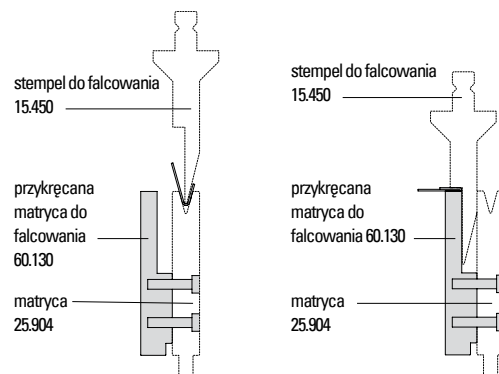 stempel do falcowania
15.450
przykręcana
matryca do
falcowania
60.130
matryca
25.904
stempel do falcowania
15.450
przykręcana
matryca do
falcowania 60.130
matryca
25.904